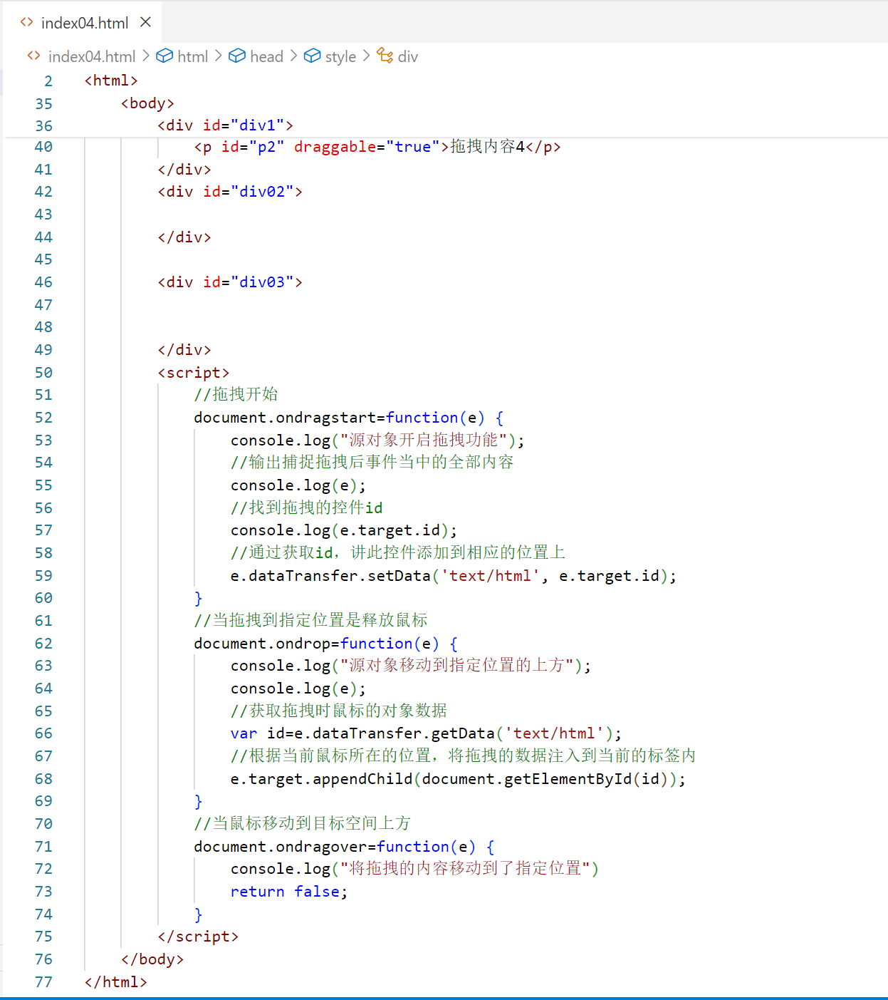 index04.html
index04.html > html > head > style > div
2 <html>
35 <body>
36 <div id="div1">
40 <p id="p2" draggable="true">拖拽内容4</p>
41 </div>
42 <div id="div02">
43
44 </div>
45
46 <div id="div03">
47
48
49 </div>
50 <script>
51 //拖拽开始
52 document.ondragstart=function(e) {
53 console.log("源对象开启拖拽功能");
54 //输出捕捉拖拽后事件当中的全部内容
55 console.log(e);
56 //找到拖拽的控件id
57 console.log(e.target.id);
58 //通过获取id，讲此控件添加到相应的位置上
59 e.dataTransfer.setData('text/html', e.target.id);
60 }
61 //当拖拽到指定位置是释放鼠标
62 document.ondrop=function(e) {
63 console.log("源对象移动到指定位置的上方");
64 console.log(e);
65 //获取拖拽时鼠标的对象数据
66 var id=e.dataTransfer.getData('text/html');
67 //根据当前鼠标所在的位置，将拖拽的数据注入到当前的标签内
68 e.target.appendChild(document.getElementById(id));
69 }
70 //当鼠标移动到目标空间上方
71 document.ondragover=function(e) {
72 console.log("将拖拽的内容移动到了指定位置")
73 return false;
74 }
75 </script>
76 </body>
77 </html>